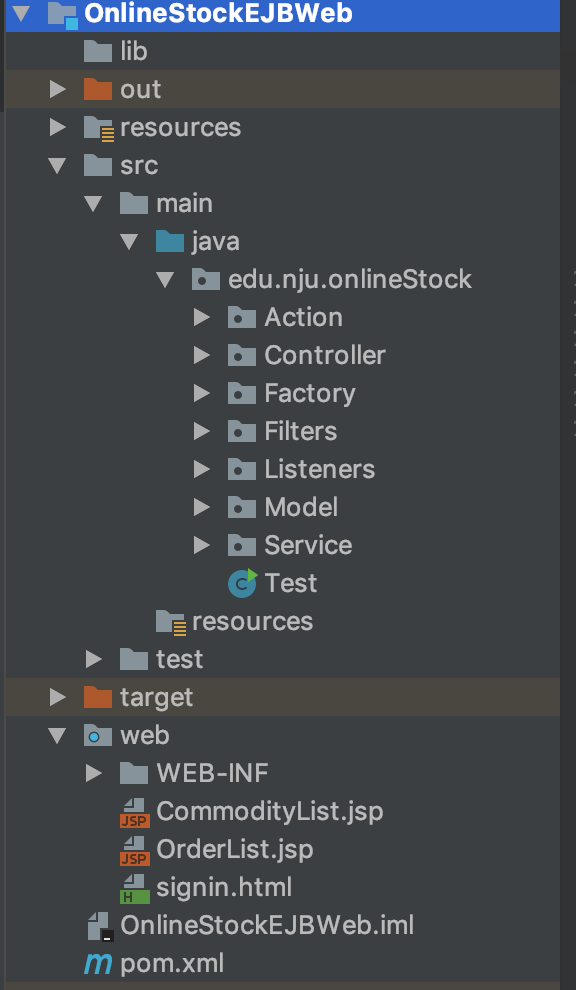 OnlineStockEJBWeb
lib
out
resources
src
main
java
edu.nju.onlineStock
Action
Controller
Factory
Filters
Listeners
Model
Service
C Test
resources
test
target
web
WEB-INF
JSP CommodityList.jsp
JSP OrderList.jsp
H signin.html
OnlineStockEJBWeb.iml
m pom.xml